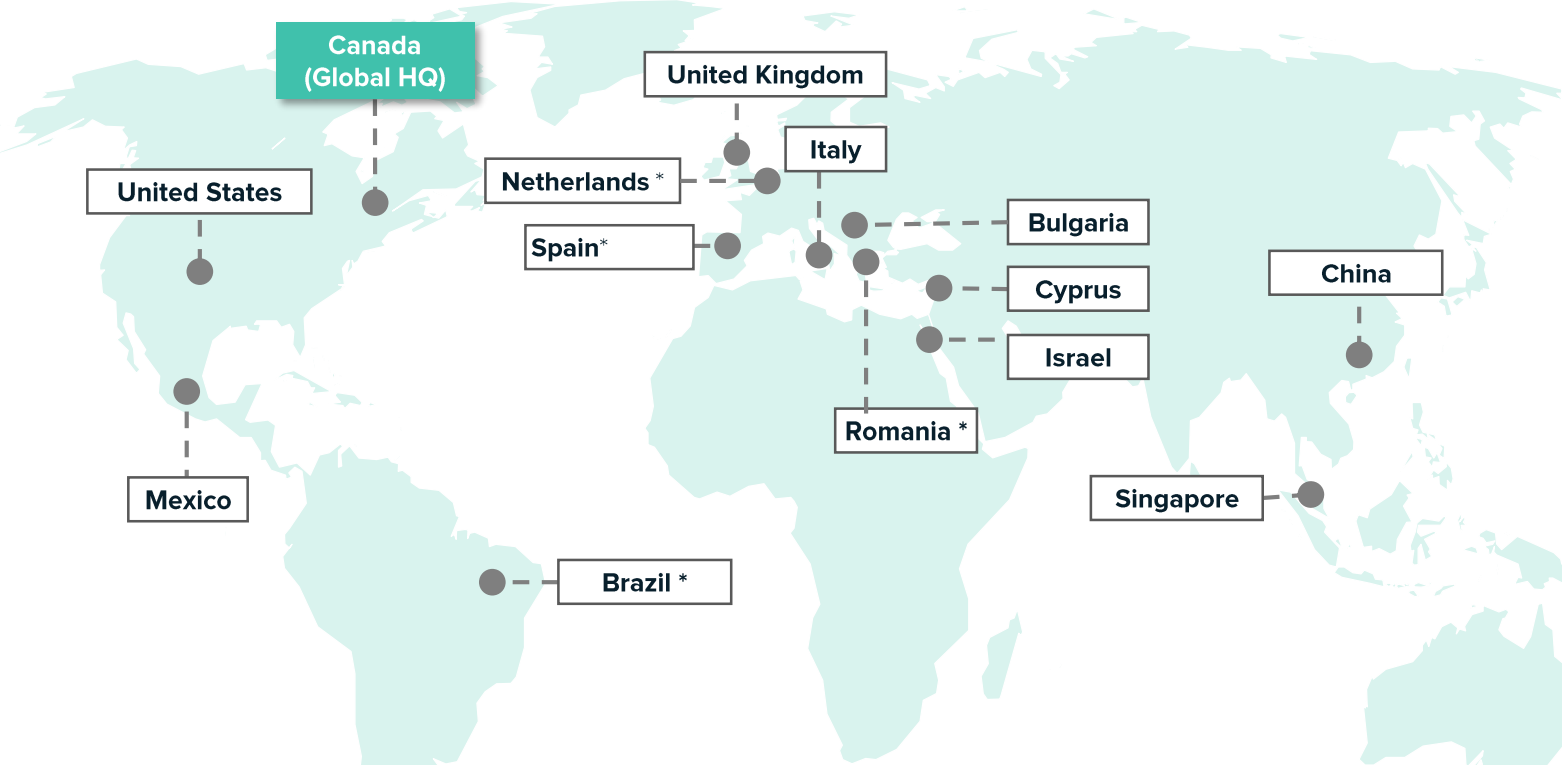 Canada
(Global HQ)
United Kingdom
Italy
United States
Netherlands *
Bulgaria
Spain*
China
Cyprus
Israel
Romania *
Mexico
Singapore
Brazil *